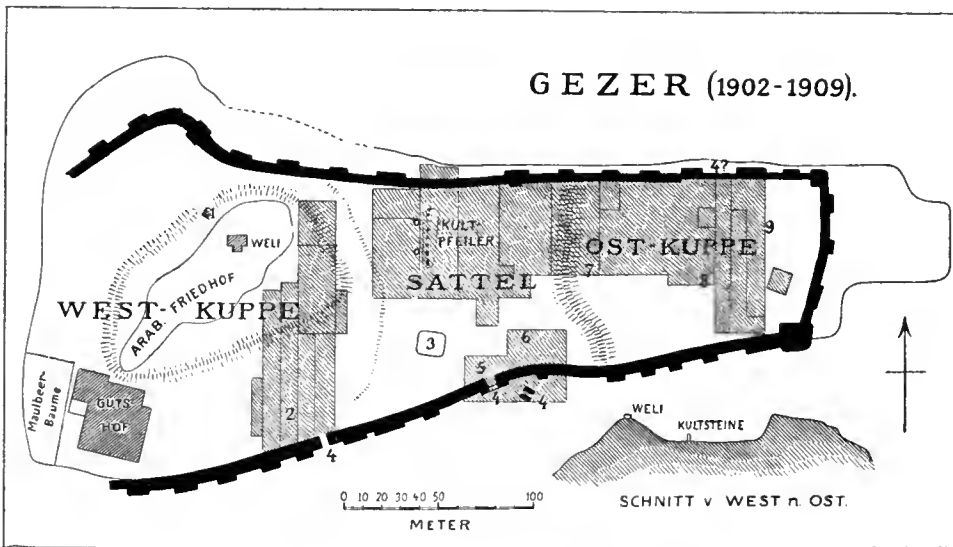 GEZER (1902-1909).
4?
1
WELI
KULT-
PFEILER
9
OST-KUPPE
7
8
SATTEL
WEST-KUPPE
ARAB. FRIEDHOF
3
6
5
4
4
Maulbeer-
Bäume
GUTS-
HOF
2
4
WELI
KULTSTEINE
0 10 20 30 40 50 100
METER
SCHNITT v WEST n. OST.